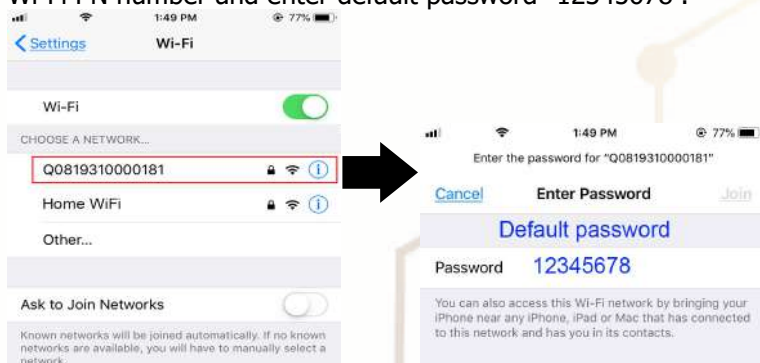 Wi-Fi PN number and enter default password "12345678".
1:49 PM
77%
Settings
Wi-Fi
Wi-Fi
CHOOSE A NETWORK...
Q0819310000181
Home WiFi
Other...
Ask to Join Networks
Known networks will be joined automatically. If no known
networks are available, you will have to manually select a
network.
1:49 PM
77%
Enter the password for "Q0819310000181"
Cancel
Enter Password
Join
Default password
Password
12345678
You can also access this Wi-Fi network by bringing your
iPhone near any iPhone, iPad or Mac that has connected
to this network and has you in its contacts.